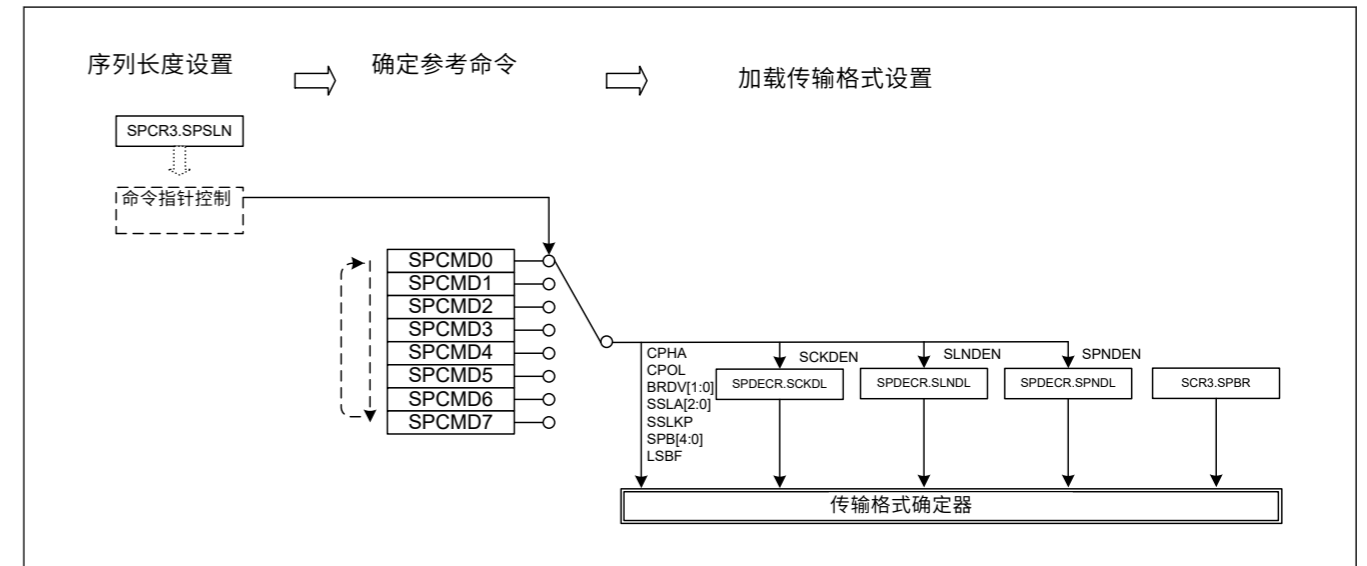 序列长度设置
确定参考命令
加载传输格式设置
SPCR3.SPSLN
命令指针控制
SPCMD0
SPCMD1
SPCMD2
SPCMD3
SPCMD4
SPCMD5
SPCMD6
SPCMD7
CPHA
CPOL
BRDV[1:0]
SSLA[2:0]
SSLKP
SPB[4:0]
LSBF
SCKDEN
SPDECR.SCKDL
SLNDEN
SPDECR.SLNDL
SPNDEN
SPDECR.SPNDL
SCR3.SPBR
传输格式确定器